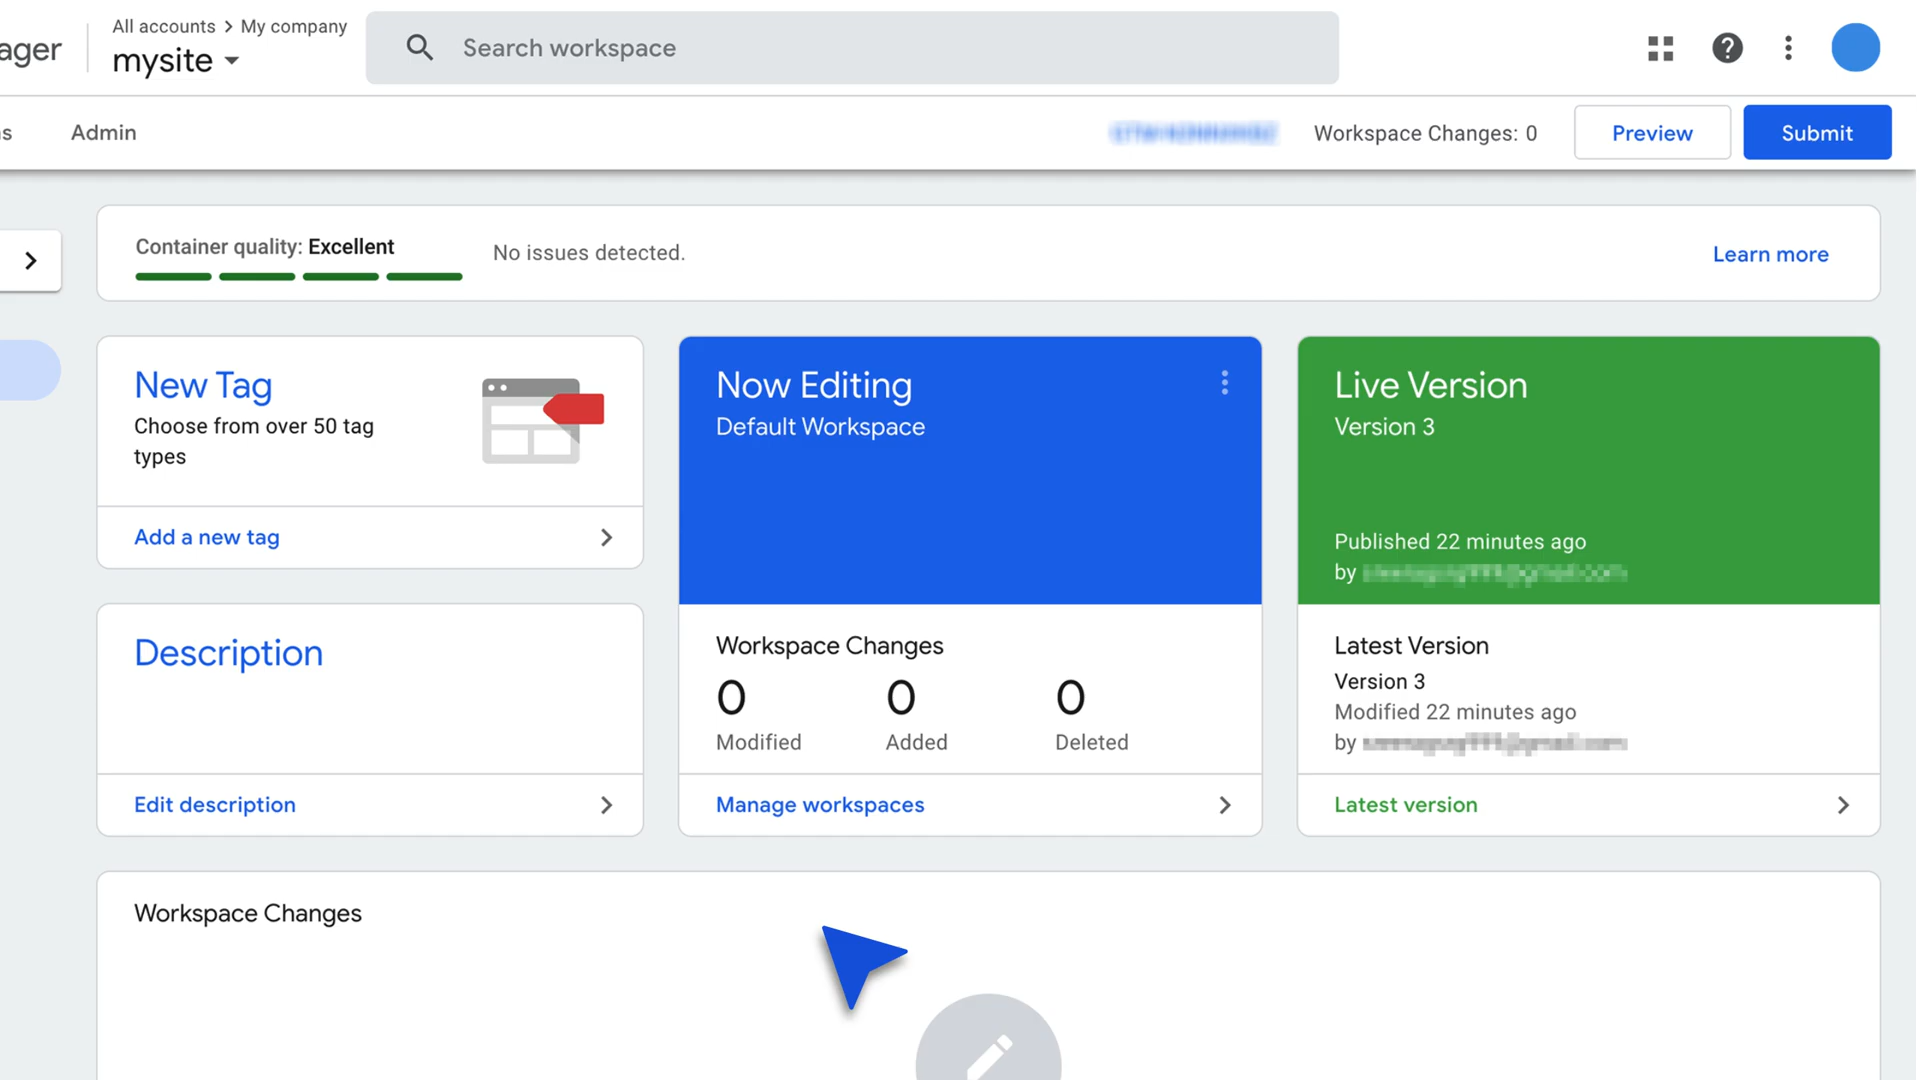 All accounts > My company
ager
mysite
Search workspace
s
Admin
Workspace Changes: 0
Preview
Submit
Container quality: Excellent
No issues detected.
Learn more
New Tag
Choose from over 50 tag
types
Add a new tag
Description
Edit description
Now Editing
Default Workspace
Workspace Changes
0 0 0
Modified Added Deleted
Manage workspaces
Live Version
Version 3
Published 22 minutes ago
by
Latest Version
Version 3
Modified 22 minutes ago
by
Latest version
Workspace Changes